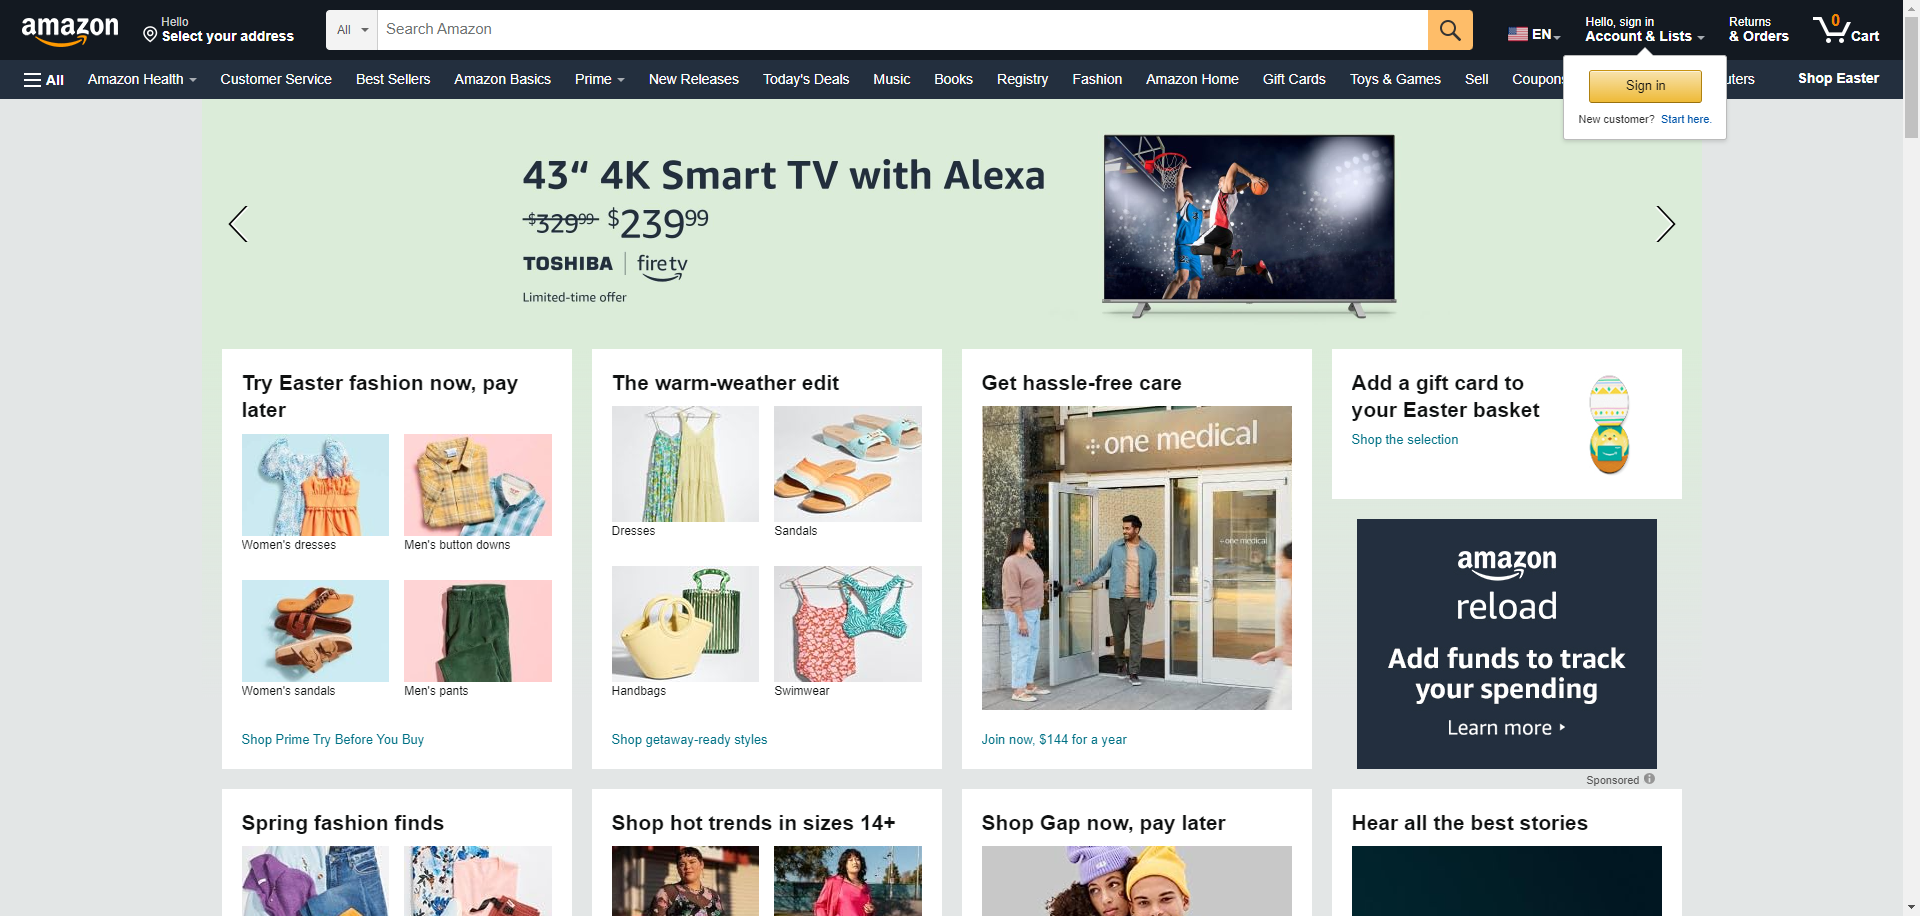 amazon
Hello
Select your address
All
Search Amazon
EN
Hello, sign in
Account & Lists
Returns
& Orders
0
Cart
All
Amazon Health
Customer Service
Best Sellers
Amazon Basics
Prime
New Releases
Today's Deals
Music
Books
Registry
Fashion
Amazon Home
Gift Cards
Toys & Games
Sell
Shop Easter
Sign in
New customer? Start here.
43“ 4K Smart TV with Alexa
$32999 $23999
TOSHIBA | fire tv
Limited-time offer
Try Easter fashion now, pay
later
Women's dresses
Men's button downs
Women's sandals
Men's pants
Shop Prime Try Before You Buy
The warm-weather edit
Dresses
Sandals
Handbags
Swimwear
Shop getaway-ready styles
Get hassle-free care
one medical
one medical
Join now, $144 for a year
Add a gift card to
your Easter basket
Shop the selection
amazon
reload
Add funds to track
your spending
Learn more
Sponsored
Spring fashion finds
Shop hot trends in sizes 14+
Shop Gap now, pay later
Hear all the best stories